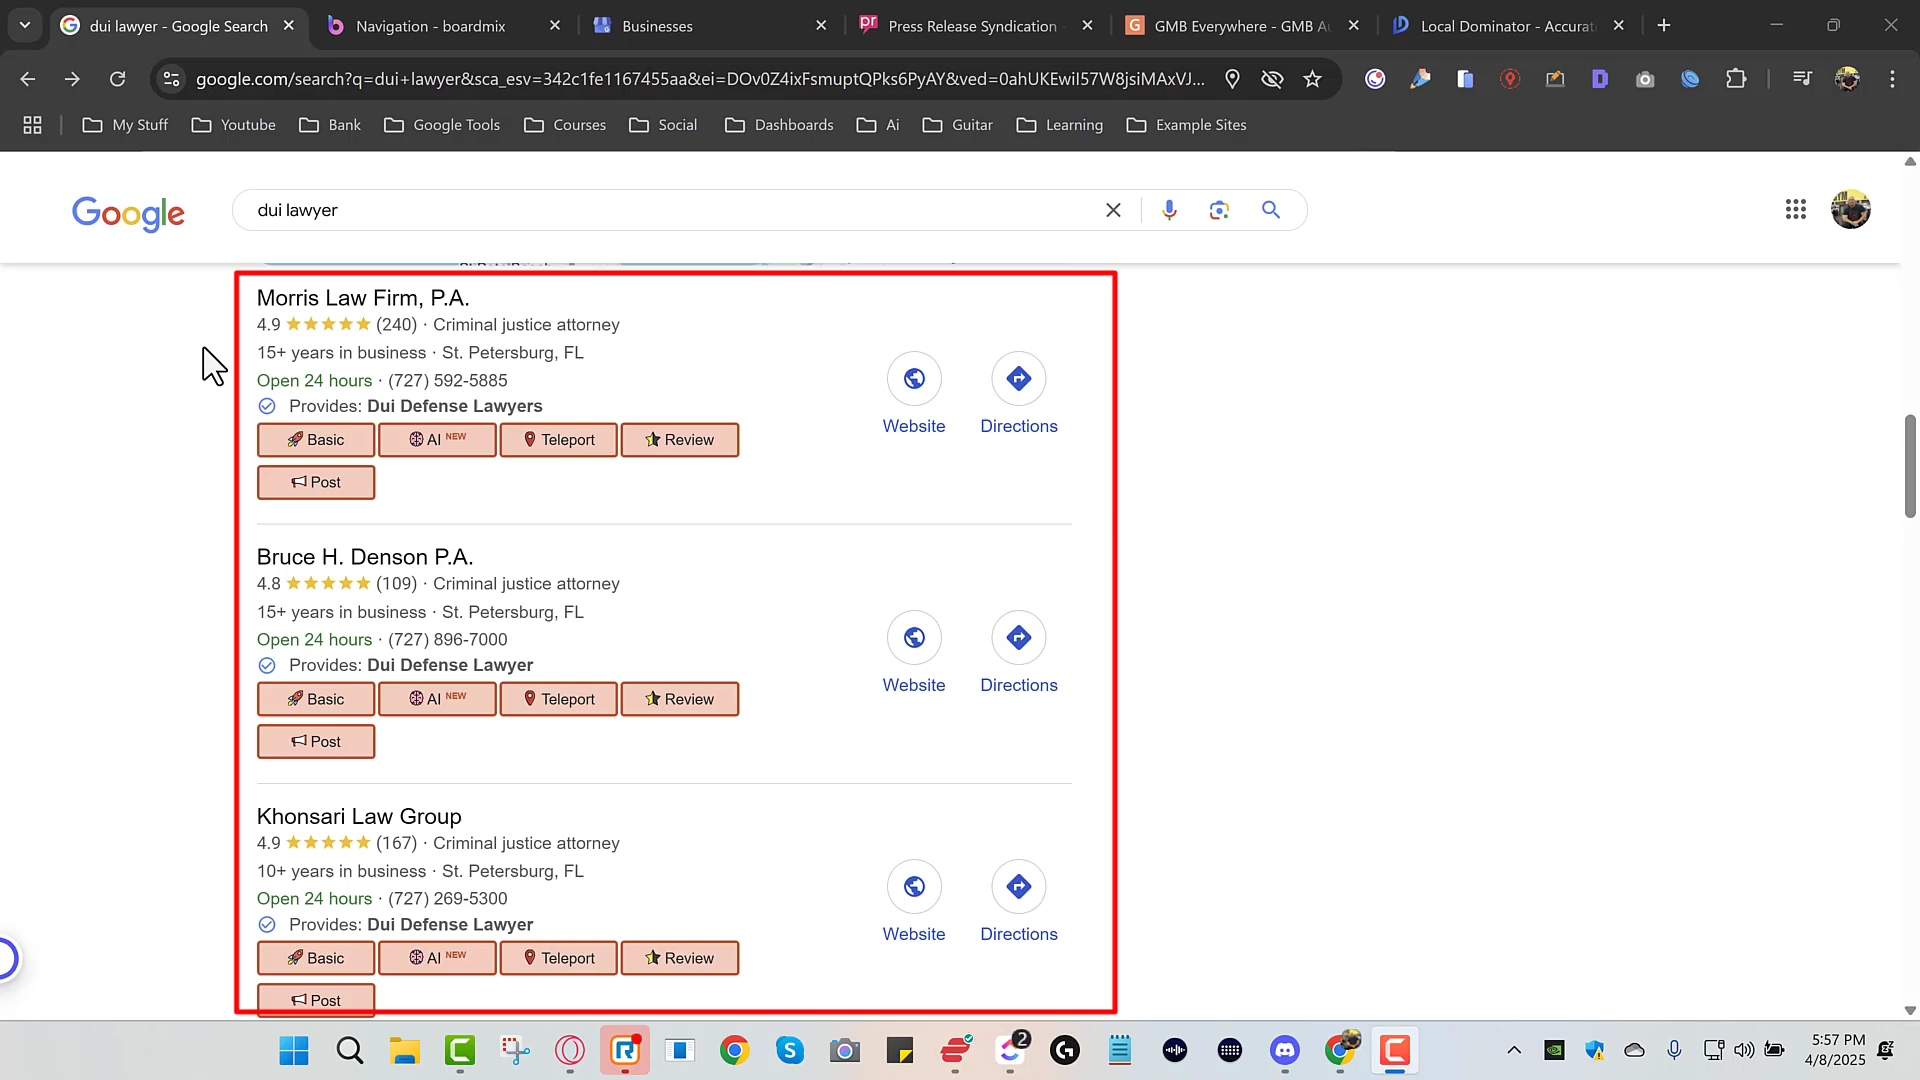 dui lawyer - Google Search
Navigation - boardmix
Businesses
Press Release Syndication
GMB Everywhere - GMB Au
Local Dominator - Accurat
google.com/search?q=dui+lawyer&sca_esv=342c1fe1167455aa&ei=DOv0Z4ixFsmuptQPks6PyAY&ved=0ahUKEwiI57W8jsiMAxVJ...
My Stuff
Youtube
Bank
Google Tools
Courses
Social
Dashboards
Ai
Guitar
Learning
Example Sites
Google
dui lawyer
Morris Law Firm, P.A.
4.9 (240) · Criminal justice attorney
15+ years in business · St. Petersburg, FL
Open 24 hours · (727) 592-5885
Provides: Dui Defense Lawyers
Website
Directions
Basic
AI NEW
Teleport
Review
Post
Bruce H. Denson P.A.
4.8 (109) · Criminal justice attorney
15+ years in business · St. Petersburg, FL
Open 24 hours · (727) 896-7000
Provides: Dui Defense Lawyer
Website
Directions
Basic
AI NEW
Teleport
Review
Post
Khonsari Law Group
4.9 (167) · Criminal justice attorney
10+ years in business · St. Petersburg, FL
Open 24 hours · (727) 269-5300
Provides: Dui Defense Lawyer
Website
Directions
Basic
AI NEW
Teleport
Review
Post
2
5:57 PM
4/8/2025